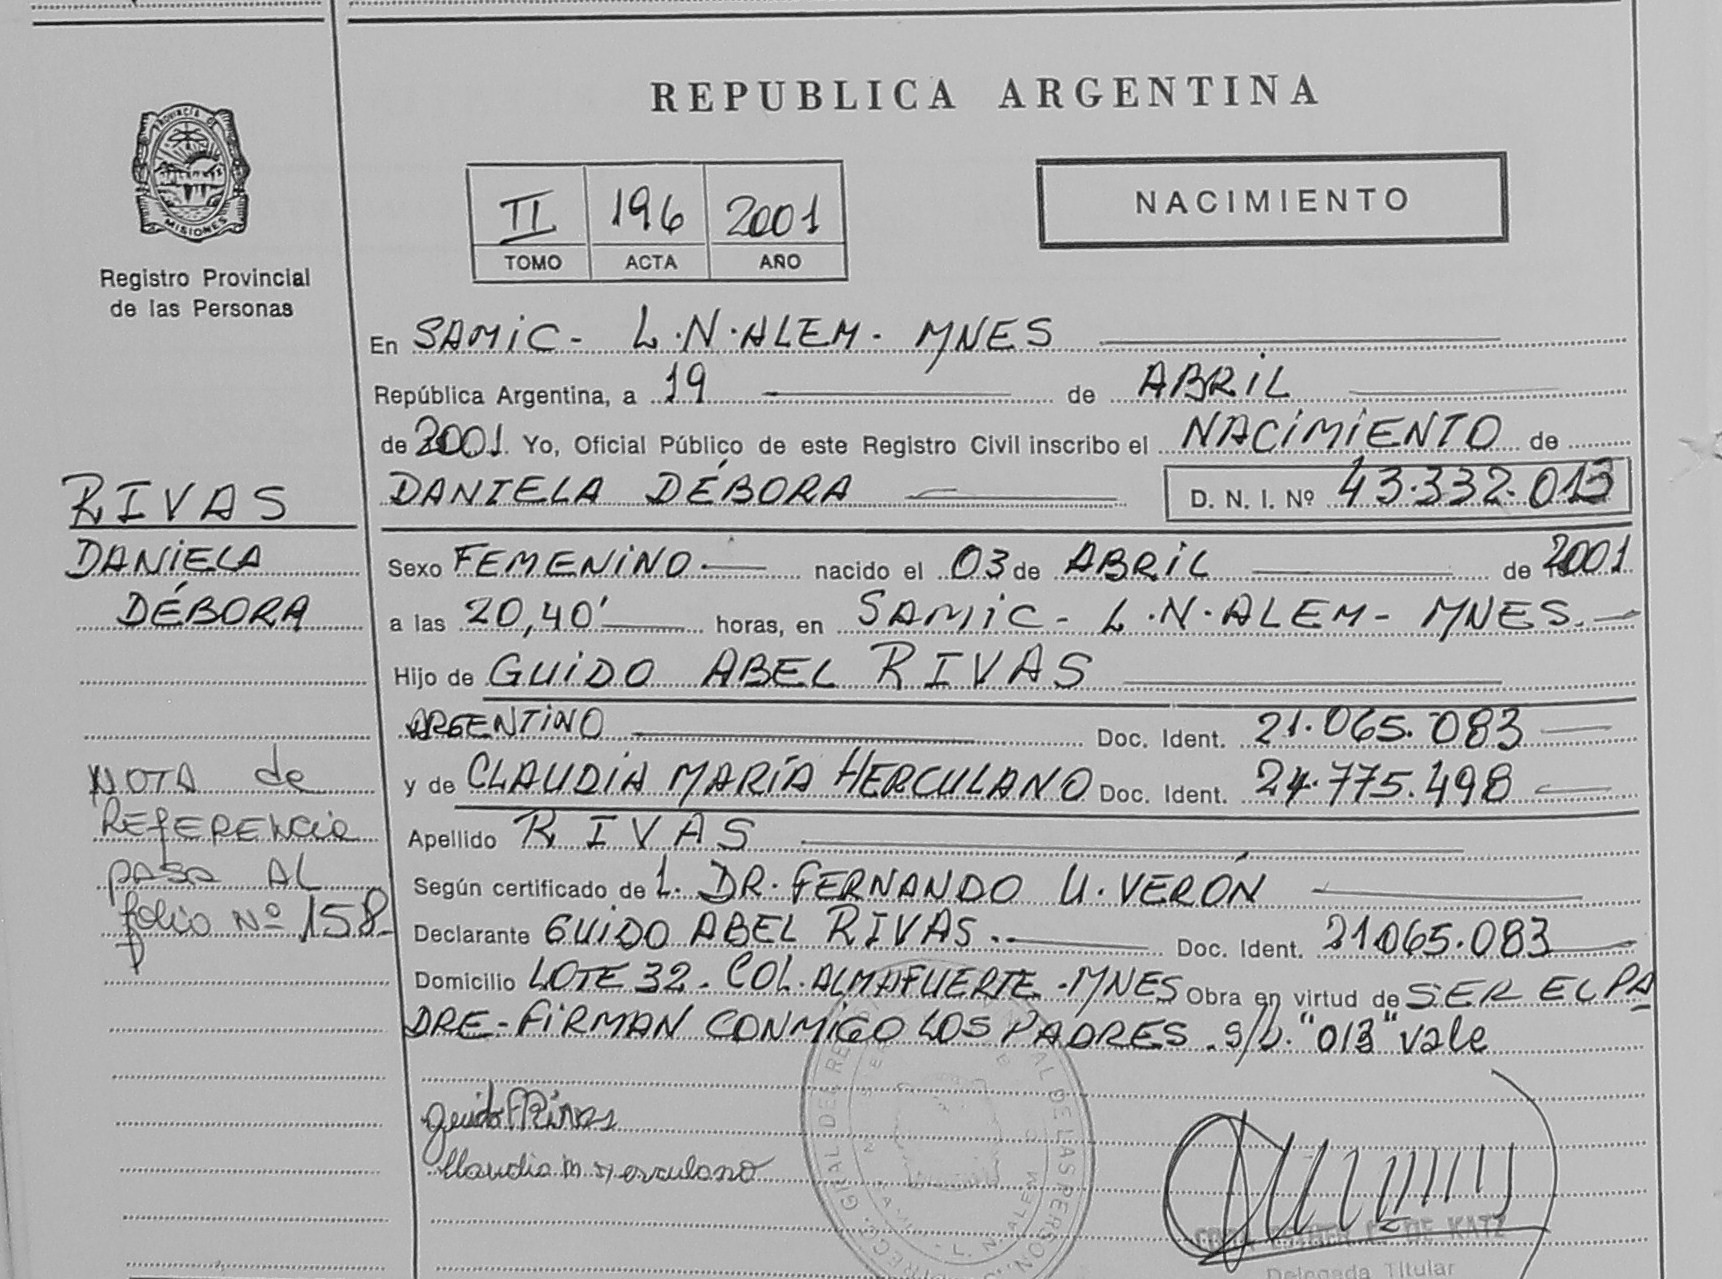 REPUBLICA ARGENTINA
PROVINCIA DE
MISIONES
Registro Provincial
de las Personas
II 196 2001
TOMO ACTA AÑO
NACIMIENTO
En SAMIC - L.N.ALEM - MNES
República Argentina, a 19 de ABRIL
de 2001. Yo, Oficial Público de este Registro Civil inscribo el NACIMIENTO de
DANIELA DÉBORA D. N. I. Nº 43.332.013
Sexo FEMENINO nacido el 03 de ABRIL de 2001
a las 20,40' horas, en SAMIC - L.N.ALEM - MNES.
Hijo de GUIDO ABEL RIVAS
ARGENTINO Doc. Ident. 21.065.083
y de CLAUDIA MARÍA HERCULANO Doc. Ident. 24.775.498
Apellido RIVAS
Según certificado de L. DR. FERNANDO U. VERÓN
Declarante GUIDO ABEL RIVAS. Doc. Ident. 21065.083
Domicilio LOTE 32 - COL. ALMAFUERTE - MNES Obra en virtud de SER EL PA
DRE - FIRMAN CONMIGO LOS PADRES. S/b. "013" vale
RIVAS
DANIELA
DÉBORA
NOTA de
REFERENCIA
PASA AL
folio Nº 158-
Guido A Rivas
Claudia M. Herculano
DE KATZ
Delegada Titular